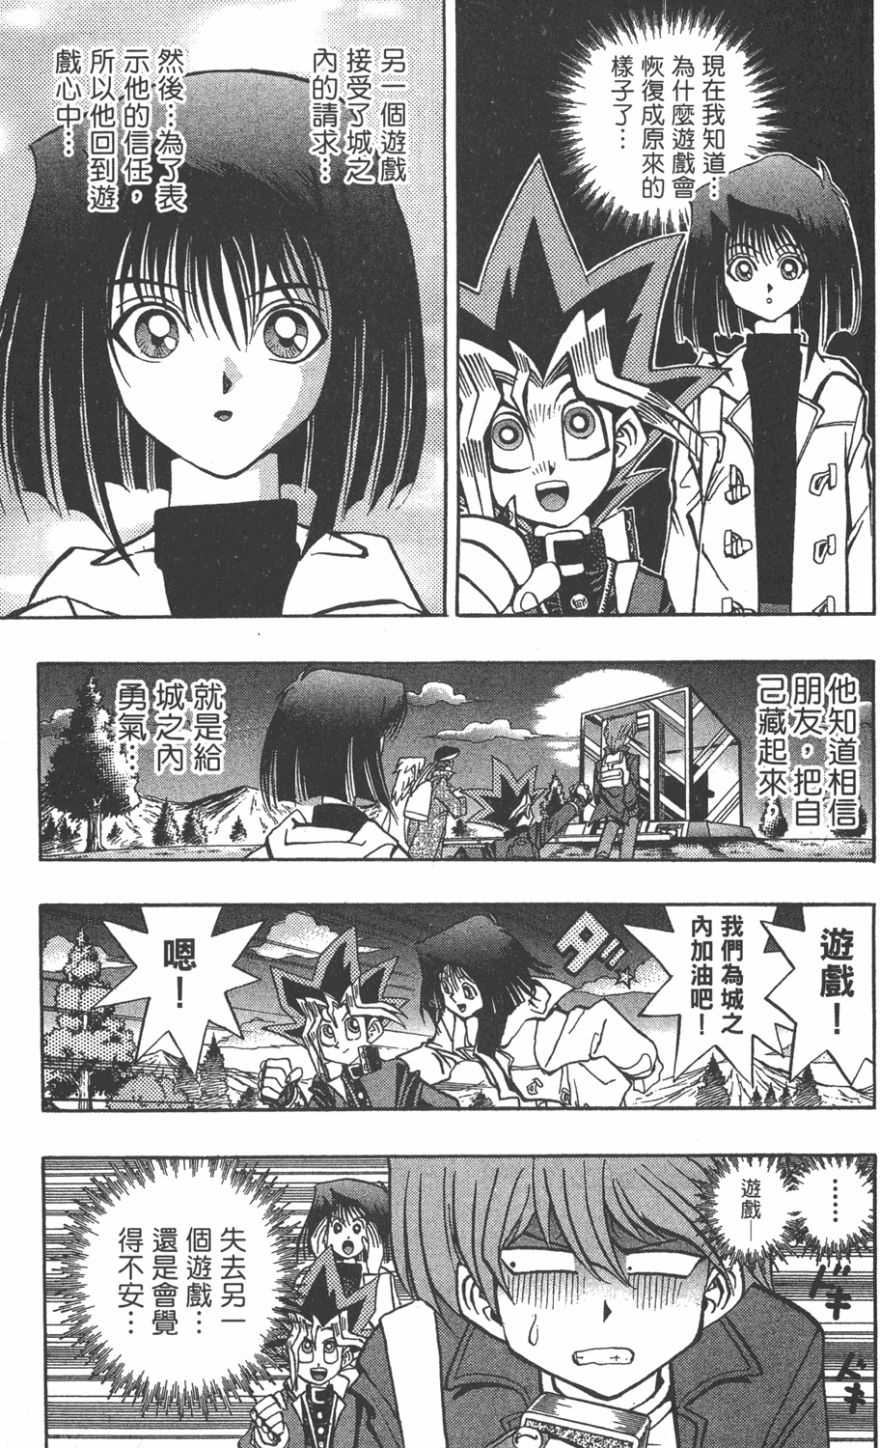 現在我知道…
為什麼遊戲會
恢復成原來的
樣子了…
另一個遊戲
接受了城之
內的請求…
然後…為了表
示他的信任，
所以他回到遊
戲心中…
他知道相信
朋友，把自
己藏起來，
就是給
城之內
勇氣…
遊戲！
我們為城之
內加油吧！
ダ!!
嗯！
……
遊戲—
ドキ
ドキ
失去另一
個遊戲…
還是會覺
得不安…